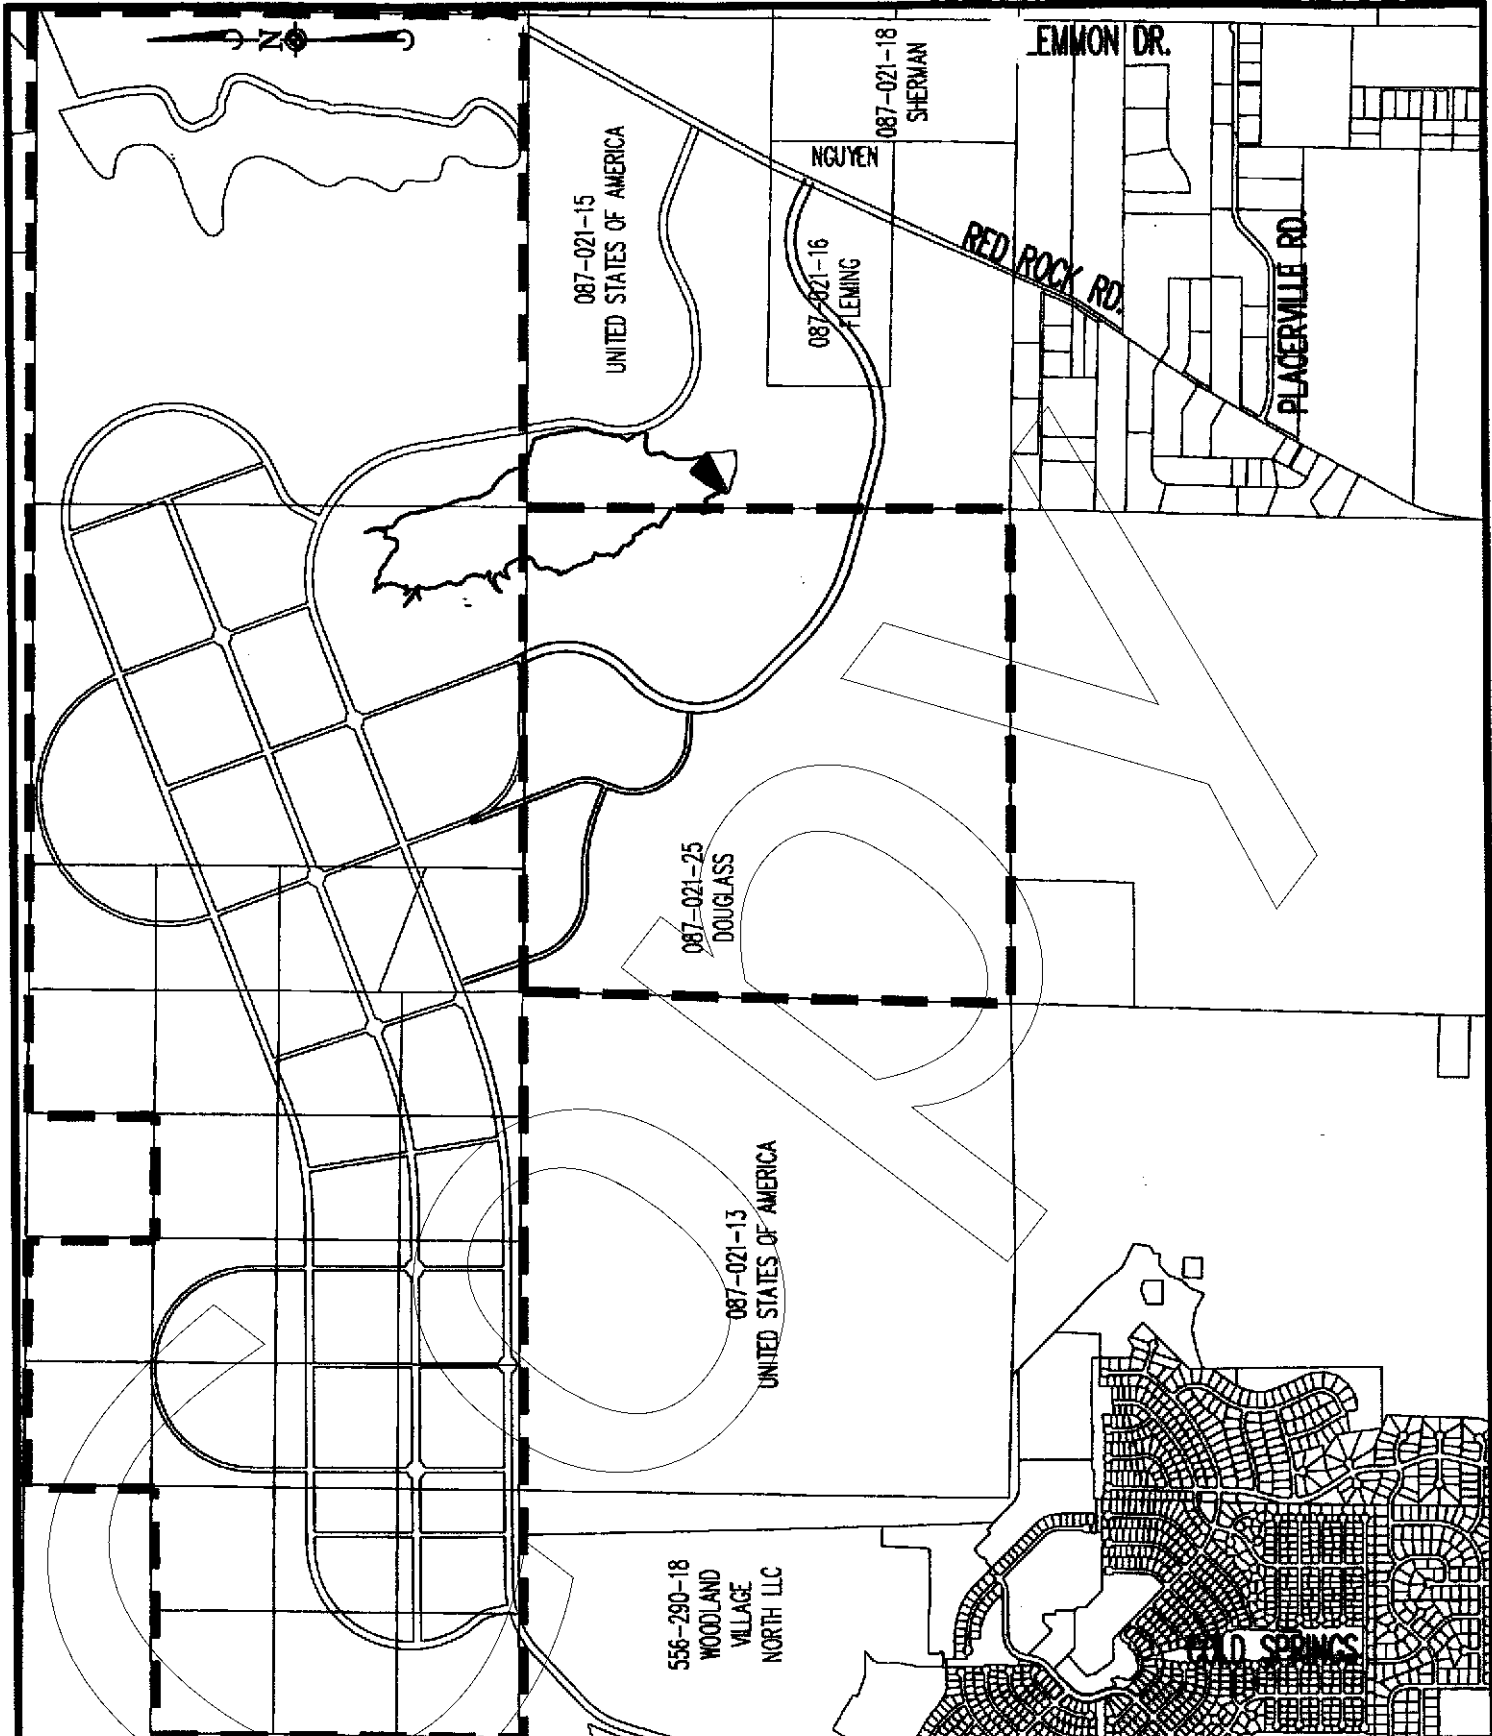 N
_EMMON DR.
087-021-18
SHERMAN
NGUYEN
087-021-15
UNITED STATES OF AMERICA
087-021-16
FLEMING
RED ROCK RD.
PLACERVILLE RD.
087-021-25
DOUGLASS
087-021-13
UNITED STATES OF AMERICA
556-290-18
WOODLAND
VILLAGE
NORTH LLC
COLD SPRINGS
COPY